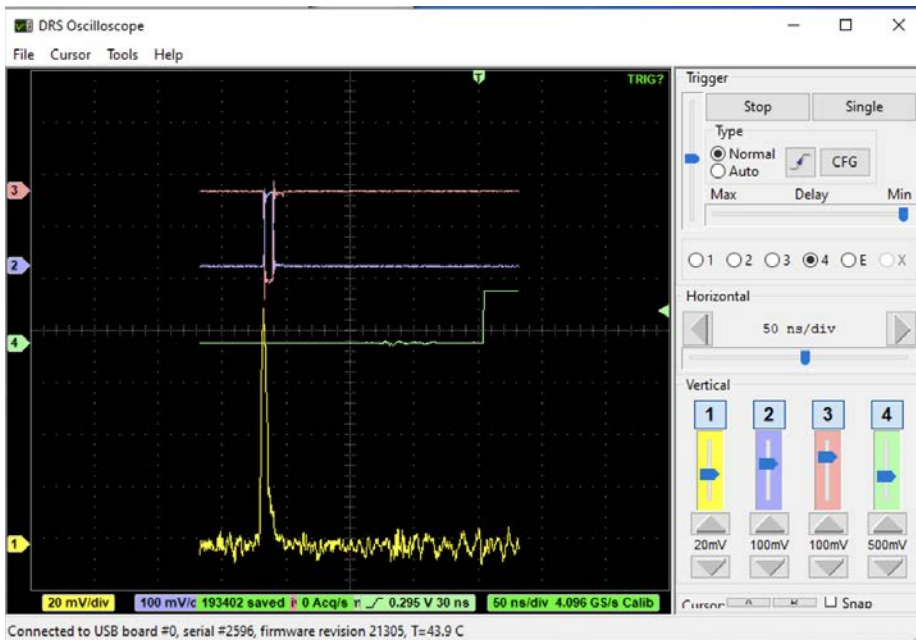 DRS Oscilloscope
File Cursor Tools Help
T
TRIG?
3
2
4
1
20 mV/div 100 mV/c 193402 saved 0 Acq/s 0.295 V 30 ns 50 ns/div 4.096 GS/s Calib
Trigger
Stop Single
Type
Normal
Auto
CFG
Max Delay Min
1 2 3 4 E X
Horizontal
50 ns/div
Vertical
1 2 3 4
20mV 100mV 100mV 500mV
Snap
Connected to USB board #0, serial #2596, firmware revision 21305, T=43.9 C